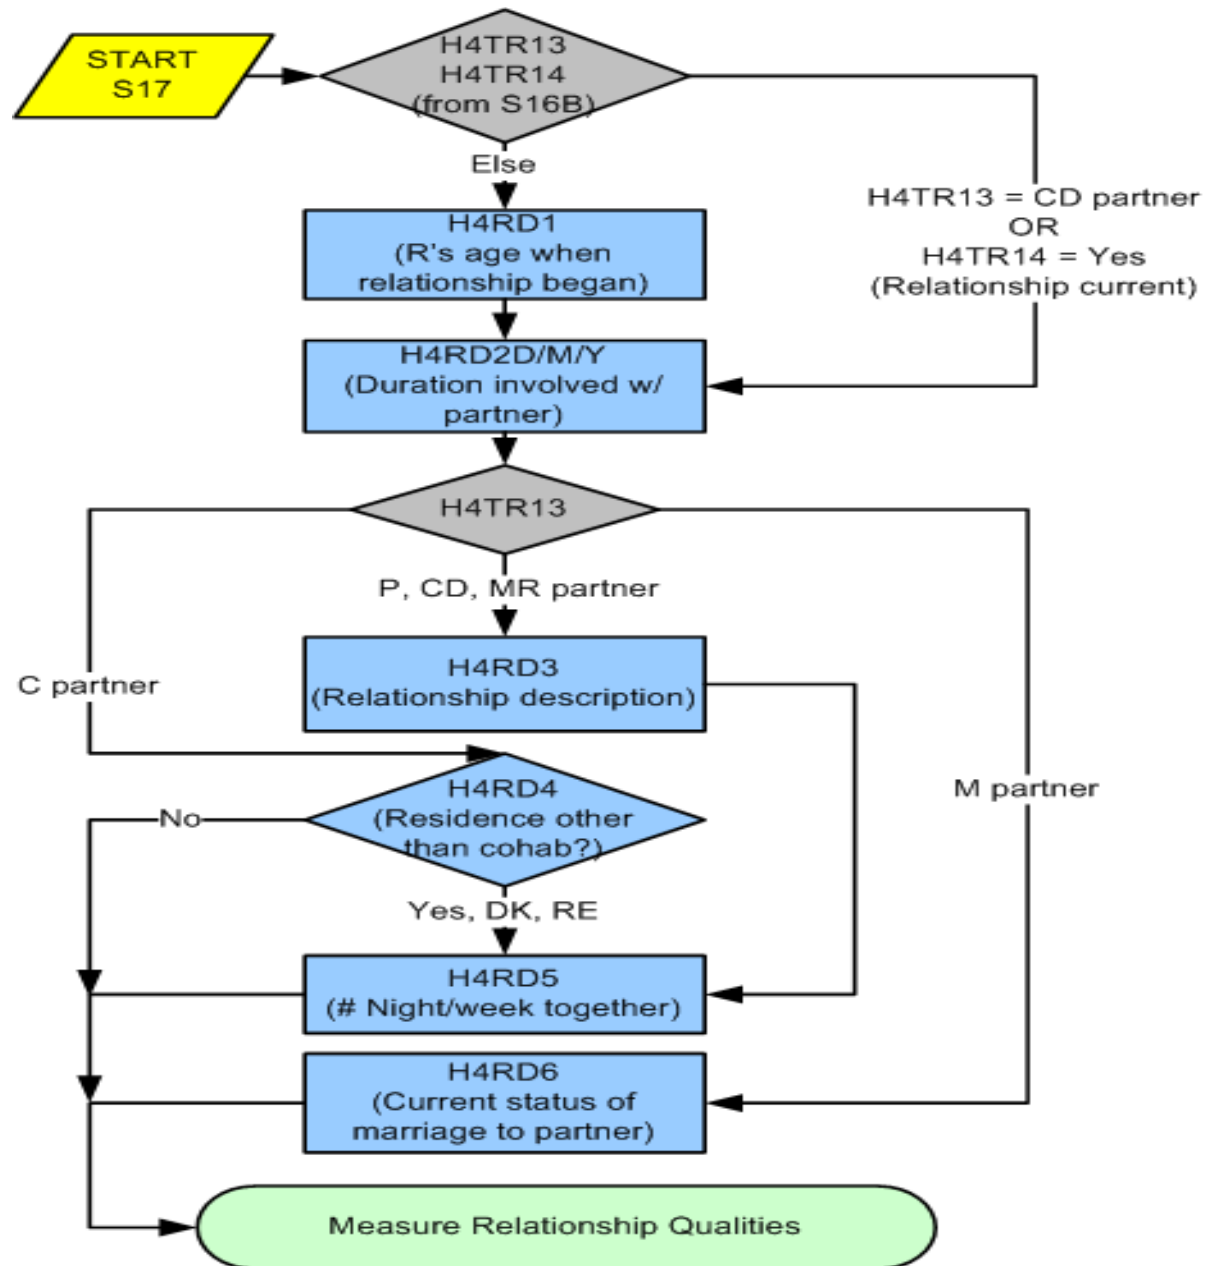 START
S17
H4TR13
H4TR14
(from S16B)
Else
H4TR13 = CD partner
OR
H4TR14 = Yes
(Relationship current)
H4RD1
(R's age when
relationship began)
H4RD2D/M/Y
(Duration involved w/
partner)
H4TR13
P, CD, MR partner
C partner
H4RD3
(Relationship description)
M partner
H4RD4
(Residence other
than cohab?)
No
Yes, DK, RE
H4RD5
(# Night/week together)
H4RD6
(Current status of
marriage to partner)
Measure Relationship Qualities